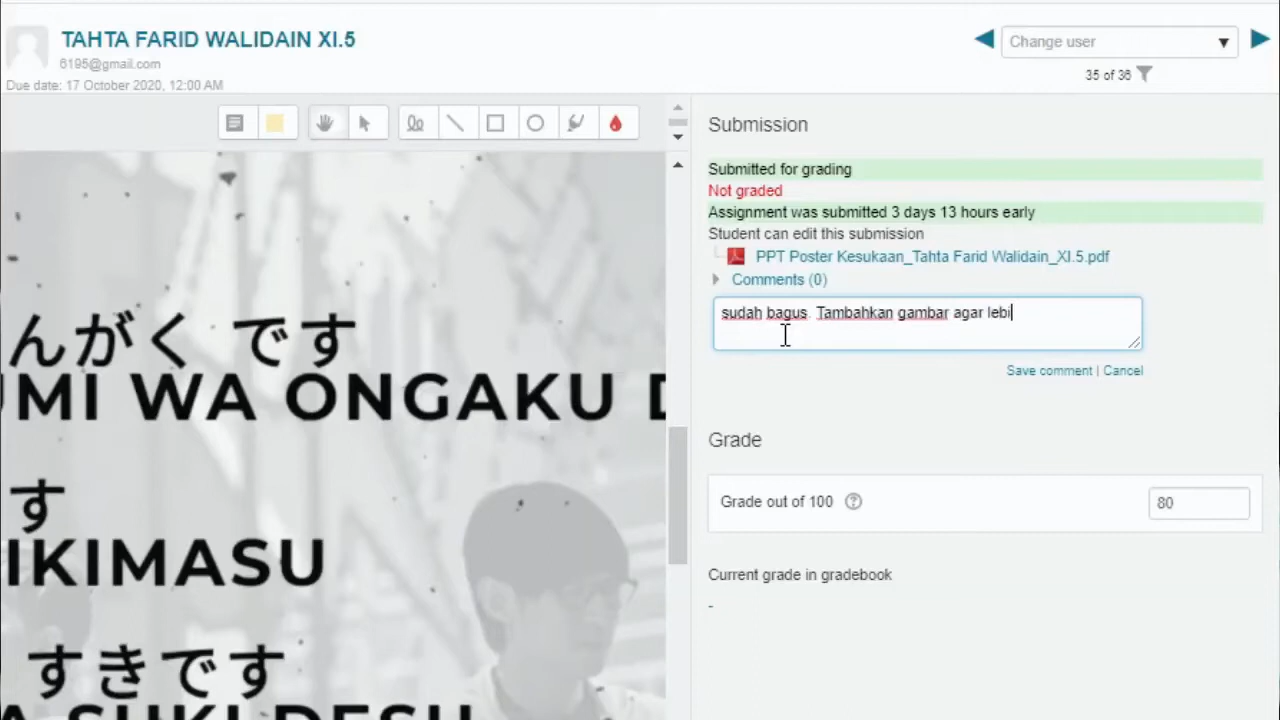 TAHTA FARID WALIDAIN XI.5
6195@gmail.com
Due date: 17 October 2020, 12:00 AM
Change user
35 of 36
んがく です
UMI WA ONGAKU D
す
IKIMASU
すきです
A SUKI DESU
Submission
Submitted for grading
Not graded
Assignment was submitted 3 days 13 hours early
Student can edit this submission
PPT Poster Kesukaan_Tahta Farid Walidain_XI.5.pdf
Comments (0)
sudah bagus. Tambahkan gambar agar lebi
Save comment | Cancel
Grade
Grade out of 100
80
Current grade in gradebook
-